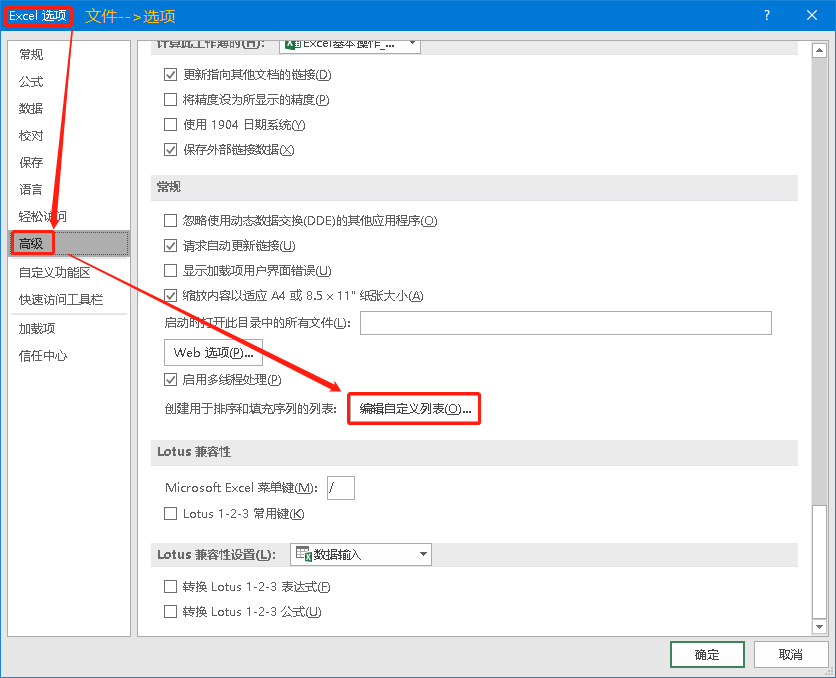 Excel 选项 文件-->选项 ?
常规
公式
数据
校对
保存
语言
轻松访问
高级
自定义功能区
快速访问工具栏
加载项
信任中心
计算此工作簿的(H): Excel基本操作_...
更新指向其他文档的链接(D)
将精度设为所显示的精度(P)
使用 1904 日期系统(Y)
保存外部链接数据(X)
常规
忽略使用动态数据交换(DDE)的其他应用程序(O)
请求自动更新链接(U)
显示加载项用户界面错误(U)
缩放内容以适应 A4 或 8.5 × 11" 纸张大小(A)
启动时打开此目录中的所有文件(L):
Web 选项(P)...
启用多线程处理(P)
创建用于排序和填充序列的列表: 编辑自定义列表(O)...
Lotus 兼容性
Microsoft Excel 菜单键(M): /
Lotus 1-2-3 常用键(K)
Lotus 兼容性设置(L): 数据输入
转换 Lotus 1-2-3 表达式(F)
转换 Lotus 1-2-3 公式(U)
确定 取消